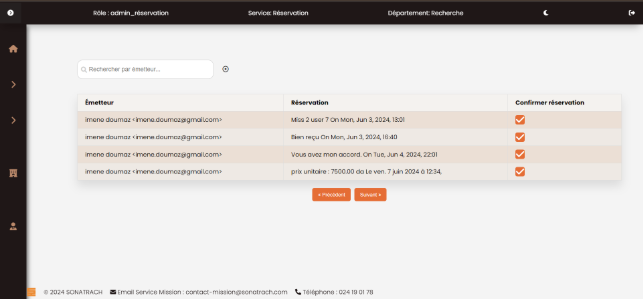 Rôle : admin_réservation Service: Réservation Département: Recherche
Rechercher par émetteur...
Émetteur Réservation Confirmer réservation
imene doumaz <imene.doumaz@gmail.com> Miss 2 user 7 On Mon, Jun 3, 2024, 13:01
imene doumaz <imene.doumaz@gmail.com> Bien reçu On Mon, Jun 3, 2024, 16:40
imene doumaz <imene.doumaz@gmail.com> Vous avez mon accord. On Tue, Jun 4, 2024, 22:01
imene doumaz <imene.doumaz@gmail.com> prix unitaire : 7500.00 da Le ven. 7 juin 2024 à 12:34,
« Précédent Suivant »
© 2024 SONATRACH Email Service Mission : contact-mission@sonatrach.com Téléphone : 024 19 01 78